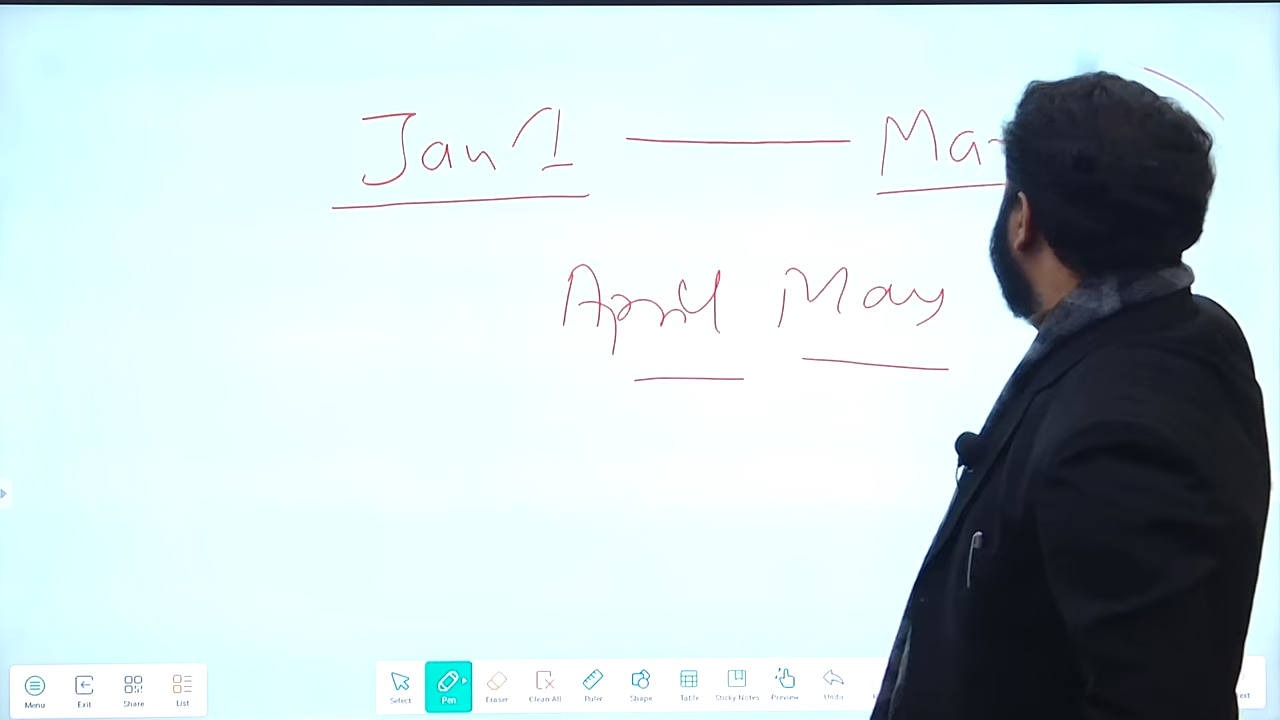 Jan 1 — Ma
April May
Menu Exit Share List Select Pen Eraser Clean All Ruler Shape Table Sticky Notes Preview Undo